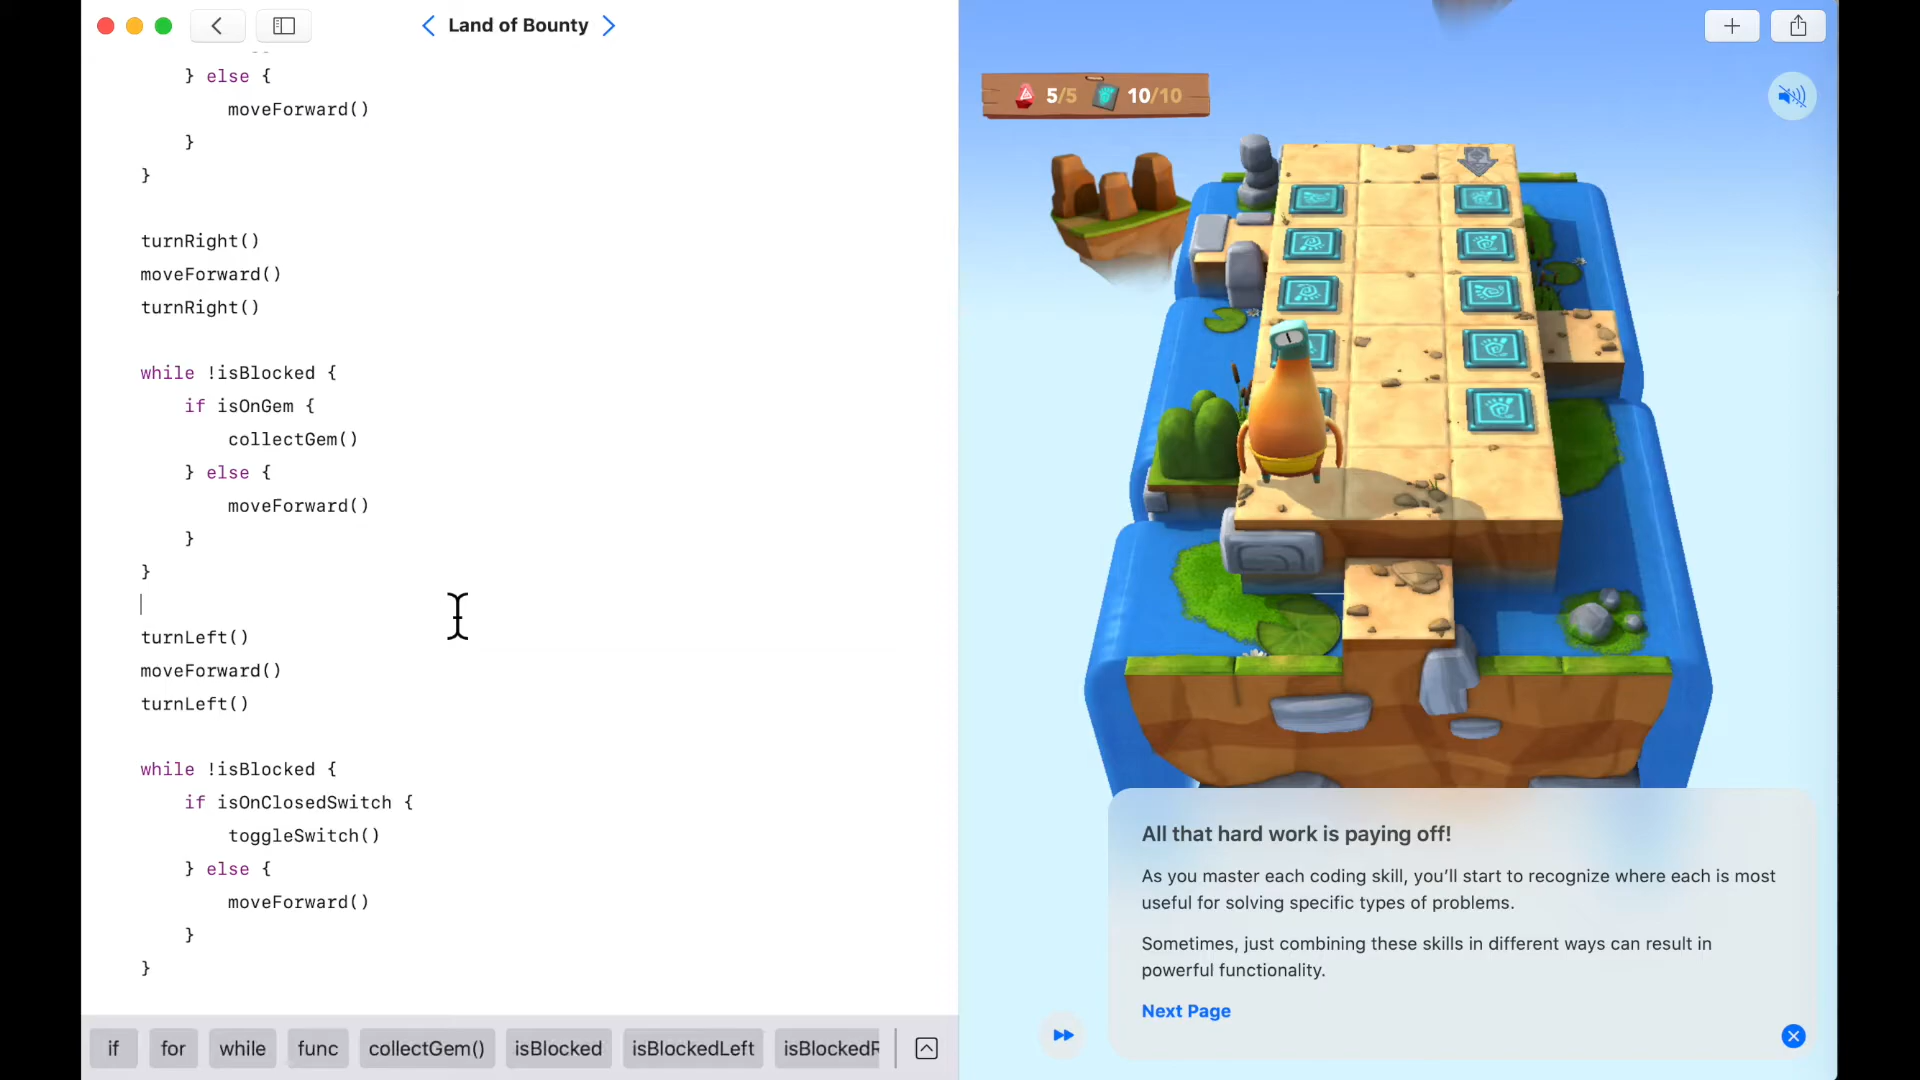 Land of Bounty
} else {
moveForward()
}
}
turnRight()
moveForward()
turnRight()
while !isBlocked {
if isOnGem {
collectGem()
} else {
moveForward()
}
}
turnLeft()
moveForward()
turnLeft()
while !isBlocked {
if isOnClosedSwitch {
toggleSwitch()
} else {
moveForward()
}
}
if for while func collectGem() isBlocked isBlockedLeft isBlockedR
5/5 10/10
All that hard work is paying off!
As you master each coding skill, you’ll start to recognize where each is most
useful for solving specific types of problems.
Sometimes, just combining these skills in different ways can result in
powerful functionality.
Next Page